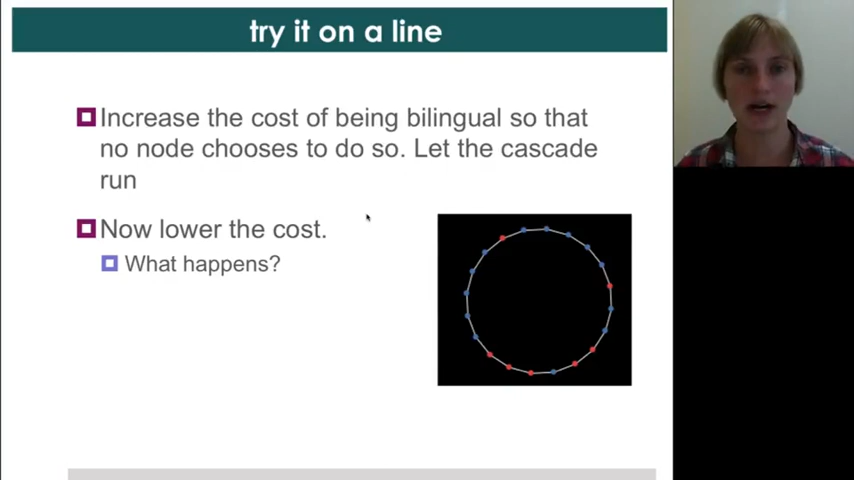 try it on a line
Increase the cost of being bilingual so that
no node chooses to do so. Let the cascade
run
Now lower the cost.
What happens?